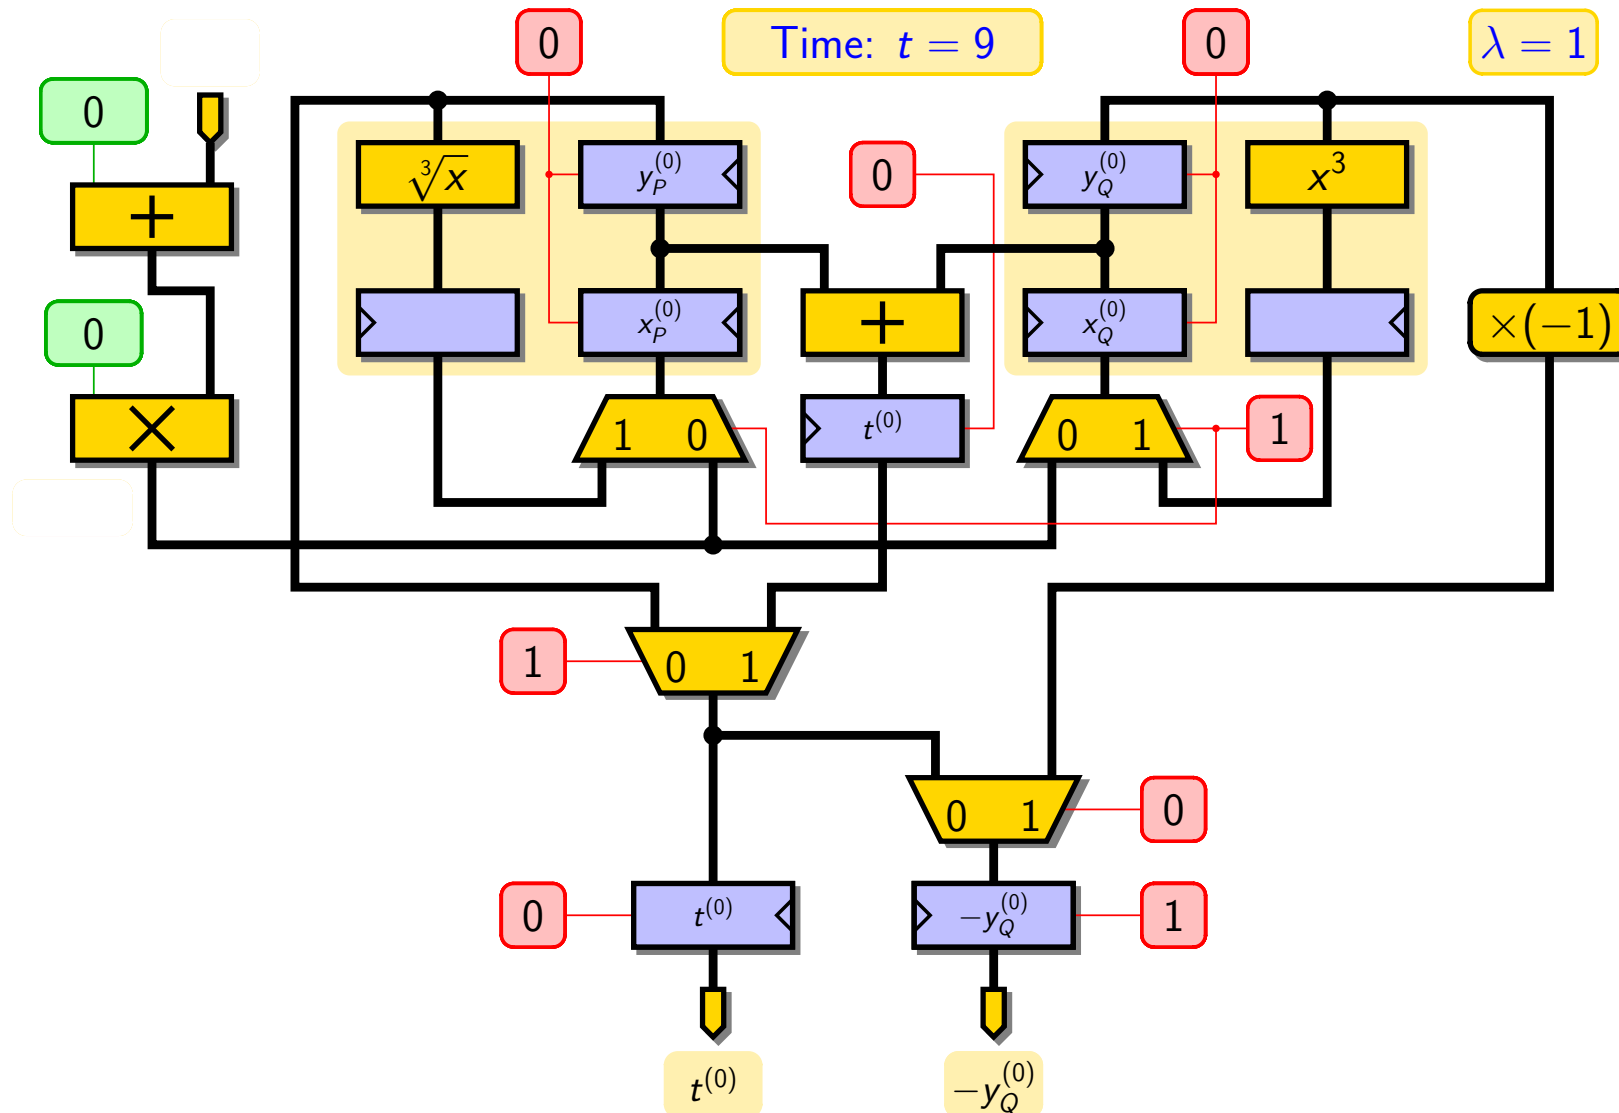 0 Time: t = 9 0 λ = 1
0
∛x y_P^{(0)} 0 y_Q^{(0)} x^3
+
0 x_P^{(0)} + x_Q^{(0)} ×(−1)
× 1 0 t^{(0)} 0 1 1
1 0 1
0 1 0
0 t^{(0)} −y_Q^{(0)} 1
t^{(0)} −y_Q^{(0)}